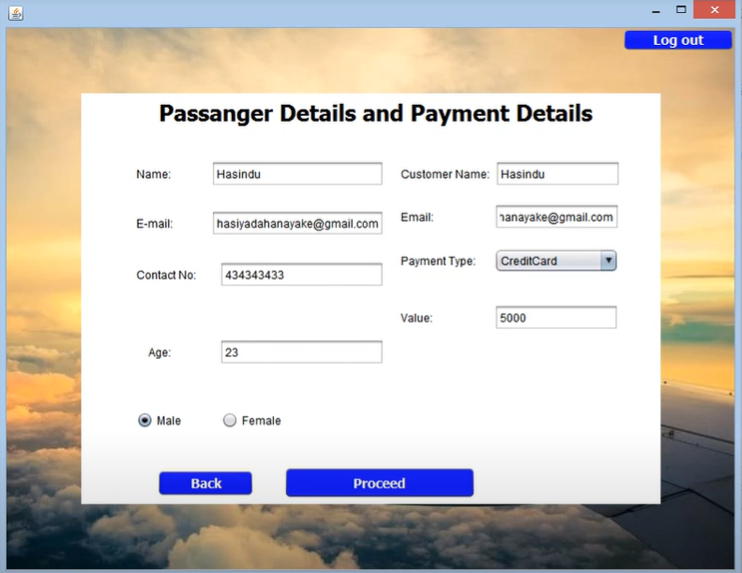 Log out
Passanger Details and Payment Details
Name: Hasindu
Customer Name: Hasindu
E-mail: hasiyadahanayake@gmail.com
Email: hanayake@gmail.com
Contact No: 434343433
Payment Type: CreditCard
Value: 5000
Age: 23
Male Female
Back Proceed